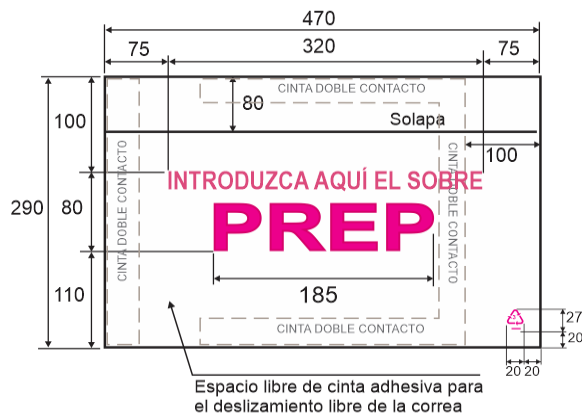 470
75
320
75
CINTA DOBLE CONTACTO
80
100
Solapa
100
CINTA DOBLE CONTACTO
CINTA DOBLE CONTACTO
INTRODUZCA AQUÍ EL SOBRE
290
80
PREP
185
110
27
CINTA DOBLE CONTACTO
20
20
20
Espacio libre de cinta adhesiva para
el deslizamiento libre de la correa